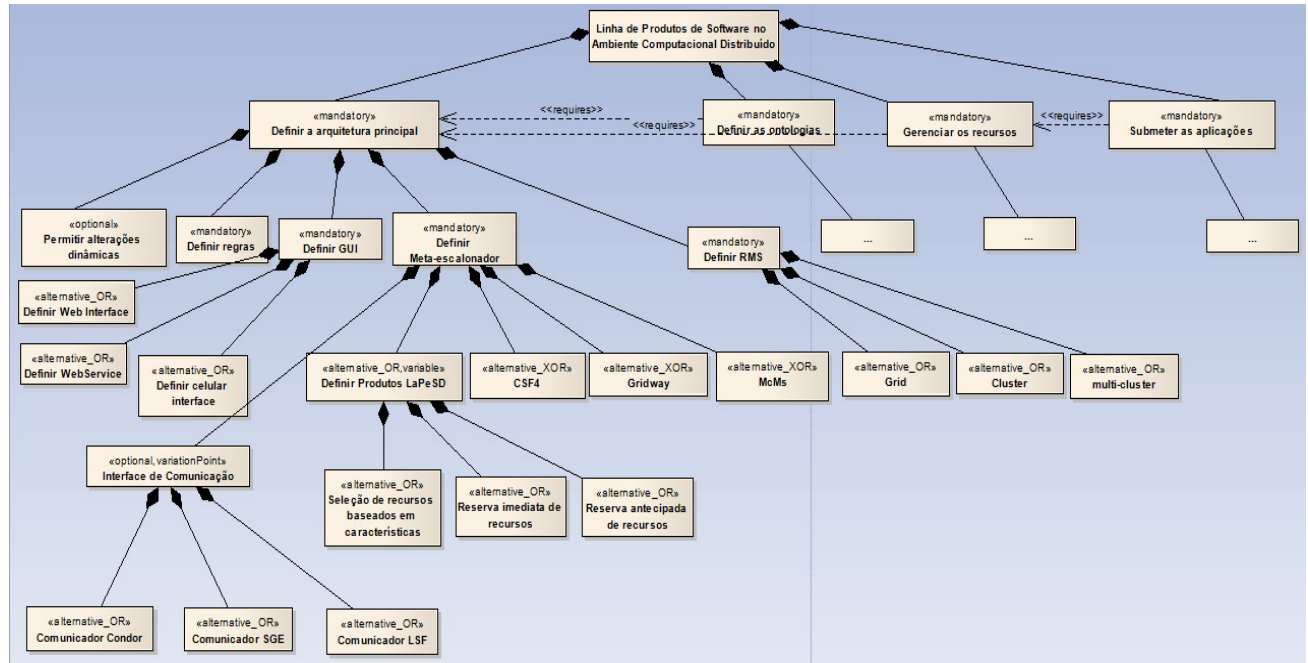 Linha de Produtos de Software no
Ambiente Computacional Distribuído
«mandatory»
Definir a arquitetura principal
<<requires>>
<<requires>>
«mandatory»
Definir as ontologias
«mandatory»
Gerenciar os recursos
<<requires>>
«mandatory»
Submeter as aplicações
«optional»
Permitir alterações
dinâmicas
«mandatory»
Definir regras
«mandatory»
Definir GUI
«mandatory»
Definir
Meta-escalonador
«mandatory»
Definir RMS
...
...
...
«alternative_OR»
Definir Web Interface
«alternative_OR»
Definir WebService
«alternative_OR»
Definir celular
interface
«alternative_OR,variable»
Definir Produtos LaPeSD
«alternative_XOR»
CSF4
«alternative_XOR»
Gridway
«alternative_XOR»
McMs
«alternative_OR»
Grid
«alternative_OR»
Cluster
«alternative_OR»
multi-cluster
«optional,variationPoint»
Interface de Comunicação
«alternative_OR»
Seleção de recursos
baseados em
características
«alternative_OR»
Reserva imediata de
recursos
«alternative_OR»
Reserva antecipada
de recursos
«alternative_OR»
Comunicador Condor
«alternative_OR»
Comunicador SGE
«alternative_OR»
Comunicador LSF